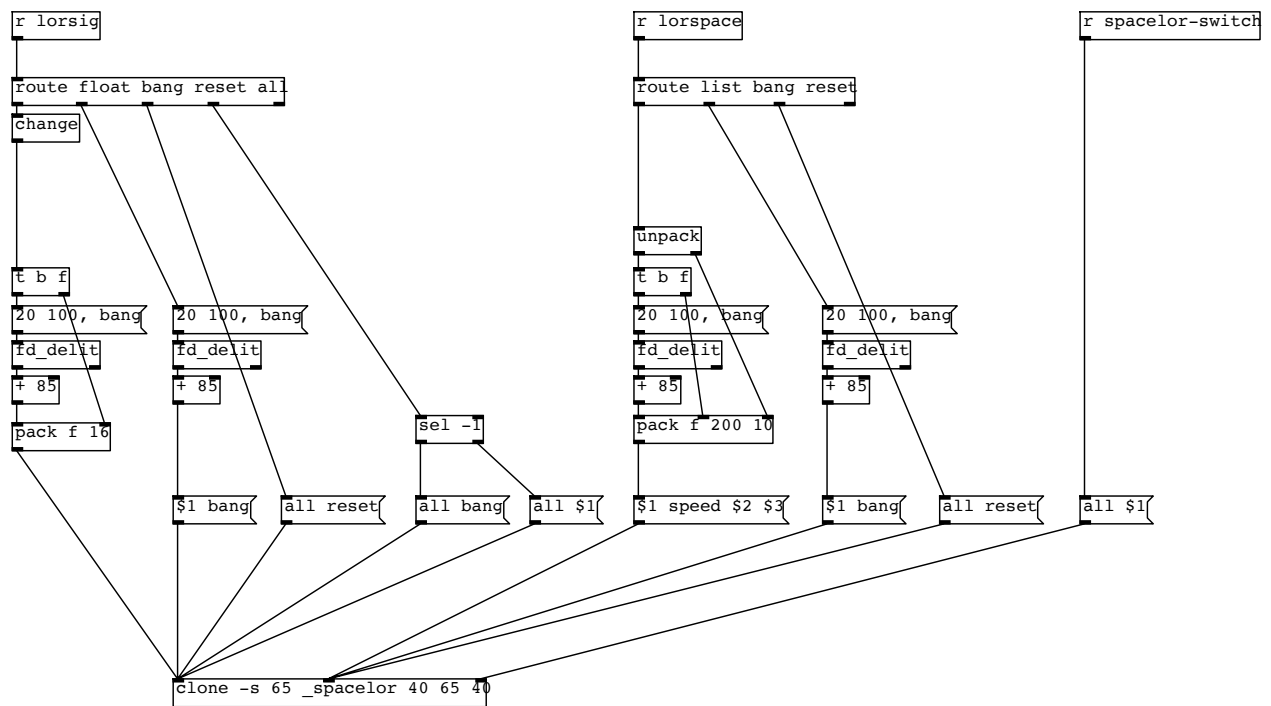 r lorsig
r lorspace
r spacelor-switch
route float bang reset all
route list bang reset
change
unpack
t b f
t b f
20 100, bang
20 100, bang
20 100, bang
20 100, bang
fd_delit
fd_delit
fd_delit
fd_delit
+ 85
+ 85
+ 85
+ 85
pack f 16
sel -1
pack f 200 10
$1 bang
all reset
all bang
all $1
$1 speed $2 $3
$1 bang
all reset
all $1
clone -s 65 _spacelor 40 65 40